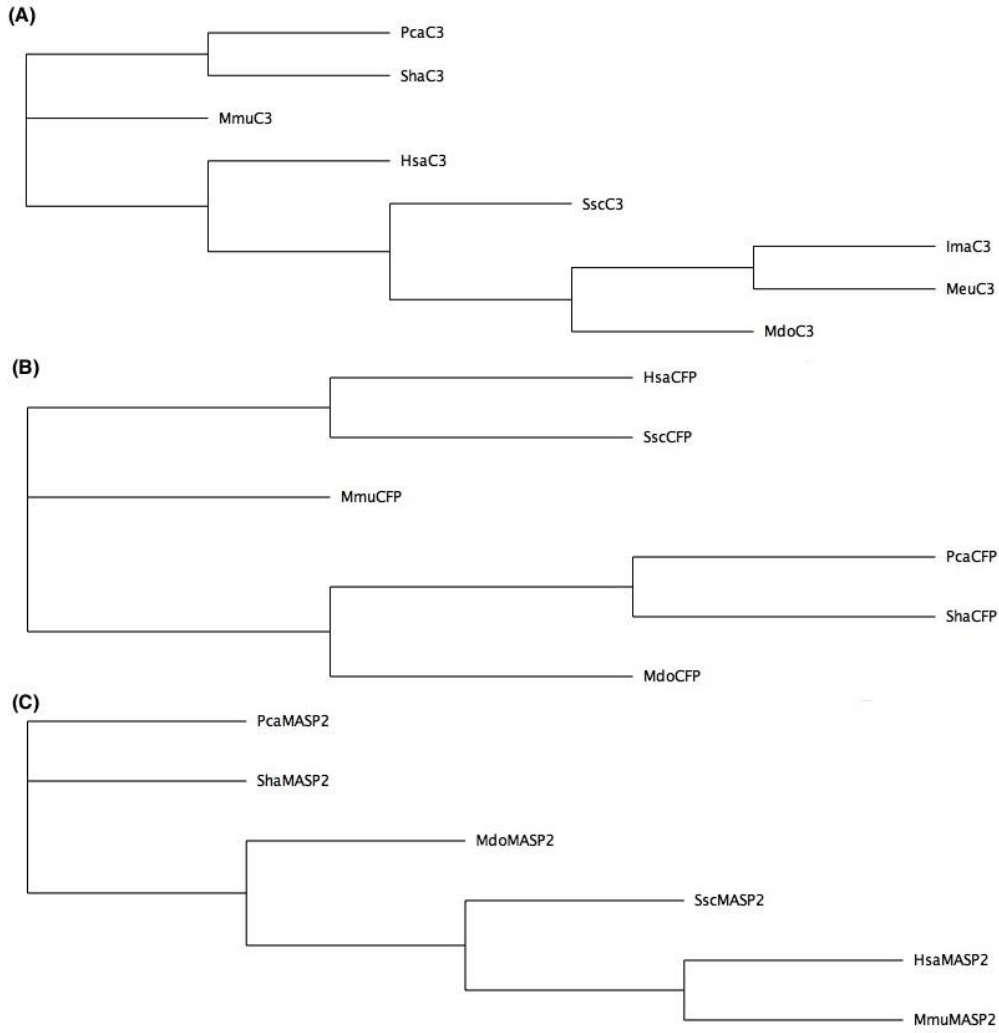 (A)
PcaC3
ShaC3
MmuC3
HsaC3
SscC3
ImaC3
MeuC3
MdoC3
(B)
HsaCFP
SscCFP
MmuCFP
PcaCFP
ShaCFP
MdoCFP
(C)
PcaMASP2
ShaMASP2
MdoMASP2
SscMASP2
HsaMASP2
MmuMASP2